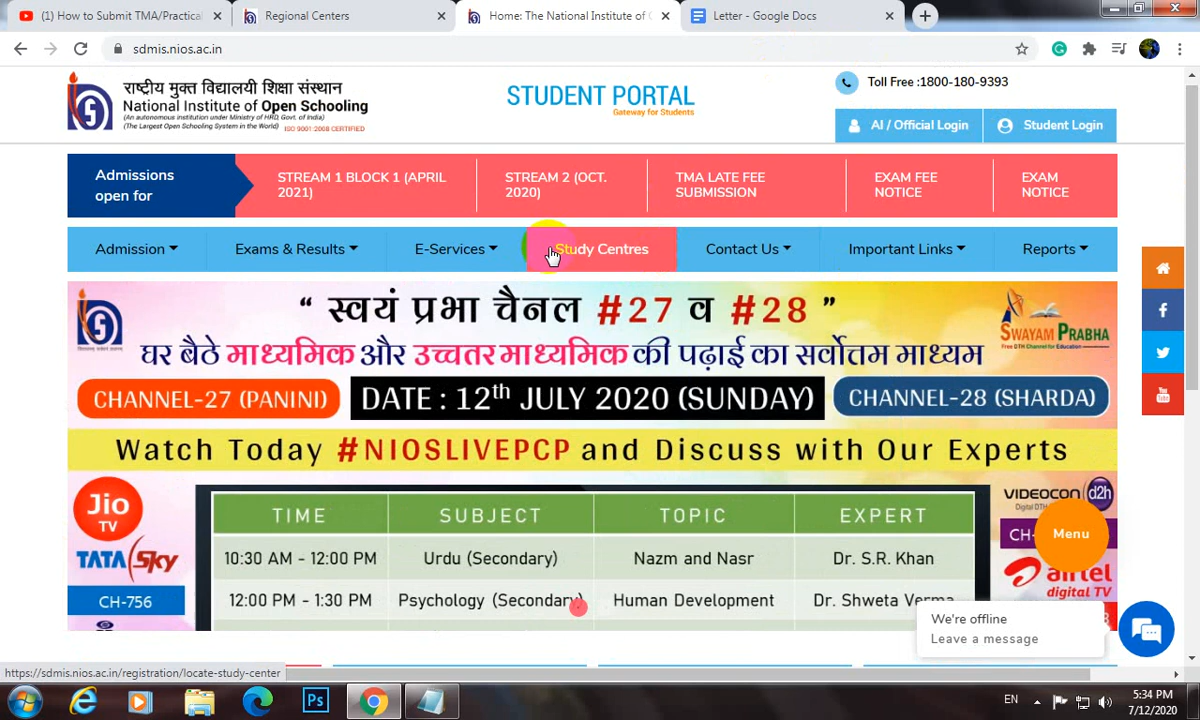 (1) How to Submit TMA/Practical
Regional Centers
Home: The National Institute of O
Letter - Google Docs
sdmis.nios.ac.in
राष्ट्रीय मुक्त विद्यालयी शिक्षा संस्थान
National Institute of Open Schooling
(An autonomous institution under Ministry of HRD, Govt. of India)
(The Largest Open Schooling System in the World) ISO 9001:2008 CERTIFIED
STUDENT PORTAL
Gateway for Students
Toll Free :1800-180-9393
AI / Official Login
Student Login
Admissions open for
STREAM 1 BLOCK 1 (APRIL 2021)
STREAM 2 (OCT. 2020)
TMA LATE FEE SUBMISSION
EXAM FEE NOTICE
EXAM NOTICE
Admission
Exams & Results
E-Services
Study Centres
Contact Us
Important Links
Reports
“ स्वयं प्रभा चैनल #27 व #28 ”
घर बैठे माध्यमिक और उच्चतर माध्यमिक की पढ़ाई का सर्वोत्तम माध्यम
SWAYAM PRABHA
Free DTH Channel for Education
CHANNEL-27 (PANINI)
DATE : 12th JULY 2020 (SUNDAY)
CHANNEL-28 (SHARDA)
Watch Today #NIOSLIVEPCP and Discuss with Our Experts
Jio
TV
TATA Sky
CH-756
TIME SUBJECT TOPIC EXPERT
10:30 AM - 12:00 PM Urdu (Secondary) Nazm and Nasr Dr. S.R. Khan
12:00 PM - 1:30 PM Psychology (Secondary) Human Development Dr. Shweta Verma
VIDEOCON d2h
CH-
Menu
airtel
digital TV
We're offline
Leave a message
https://sdmis.nios.ac.in/registration/locate-study-center
Ps
EN
5:34 PM
7/12/2020